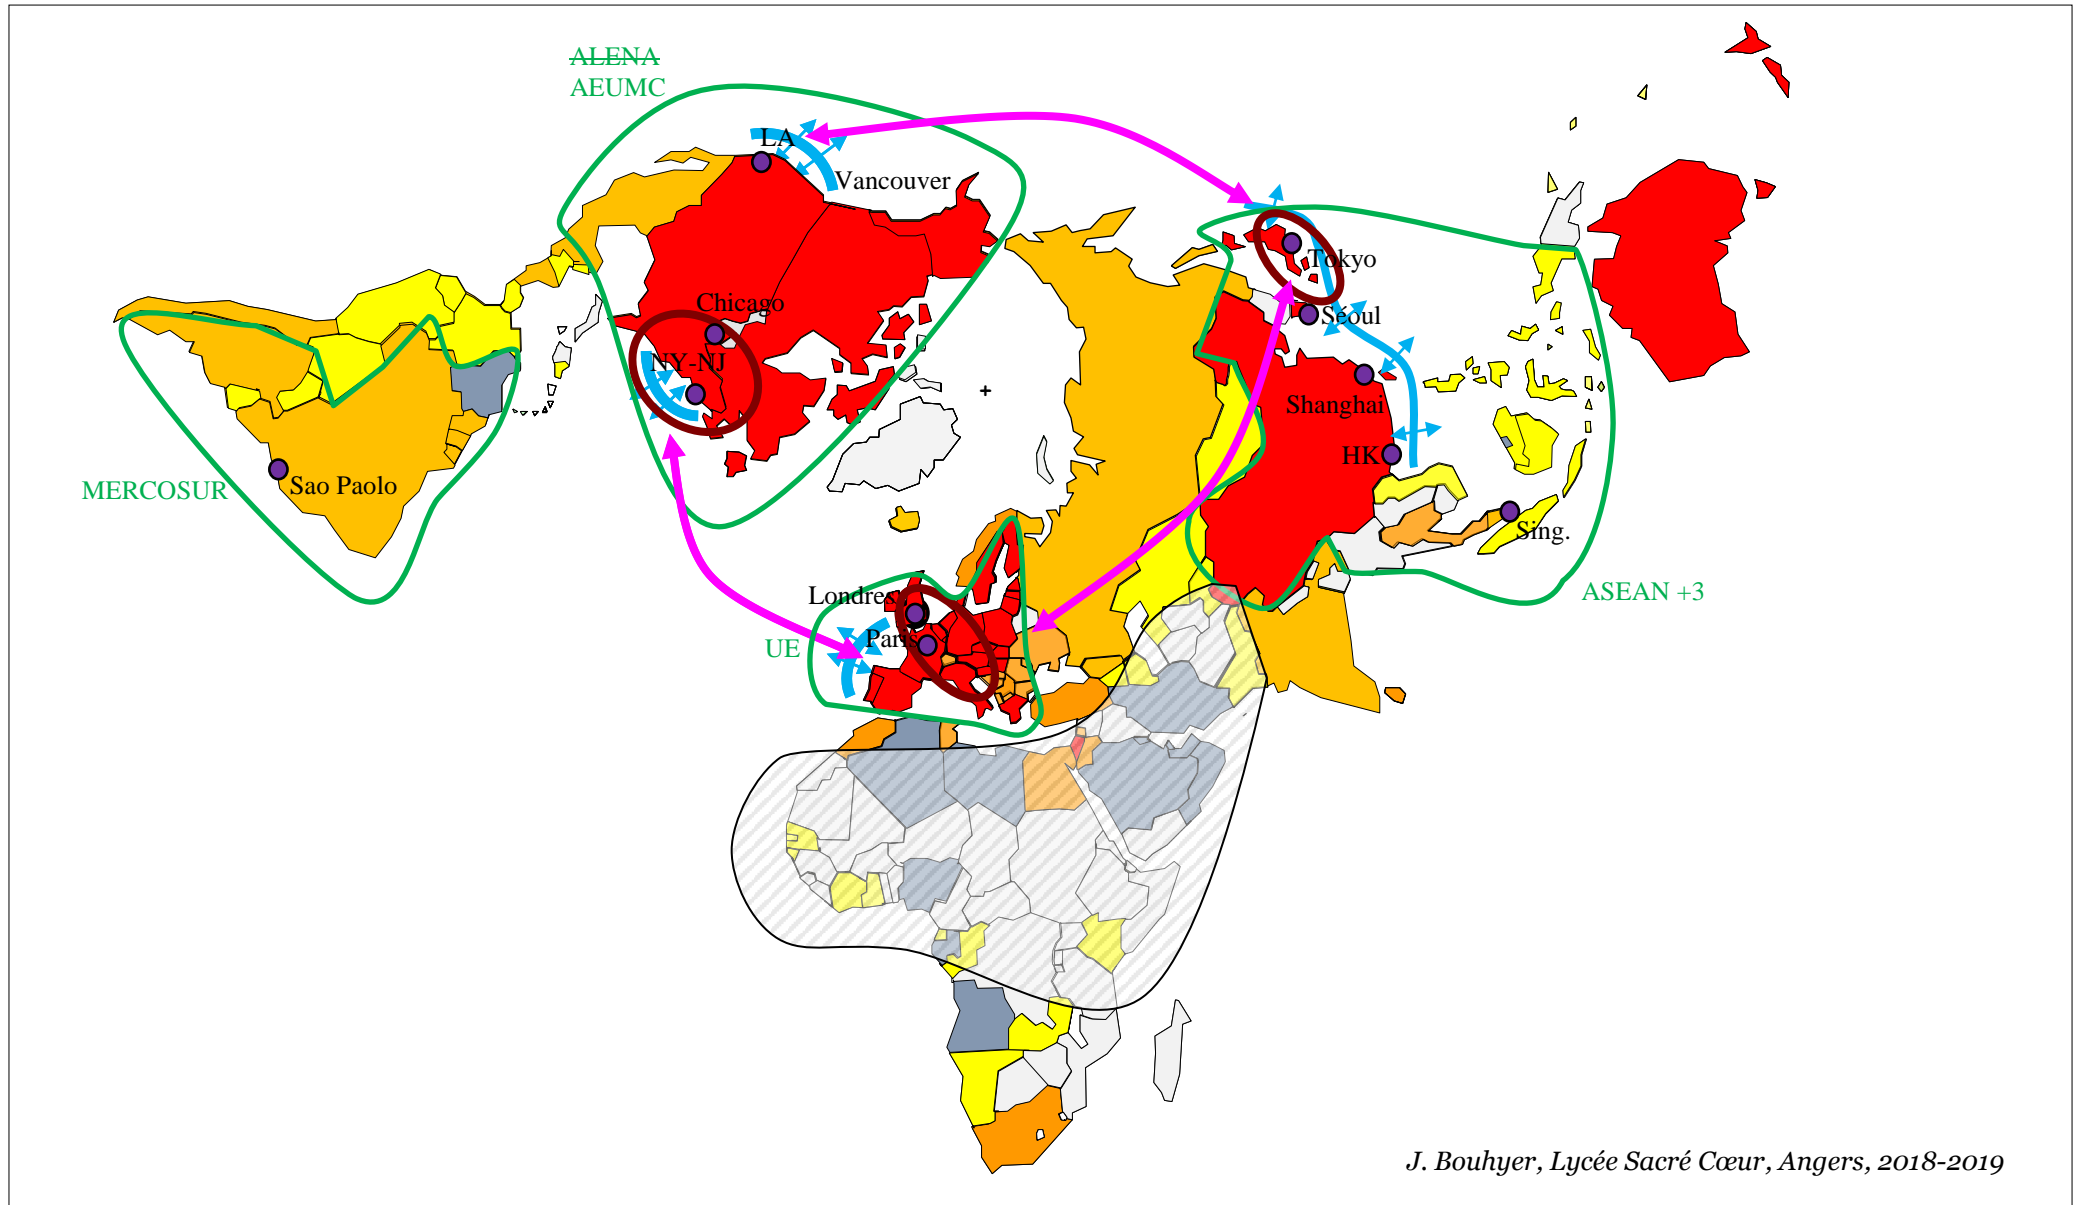 ALENA
AEUMC
LA
Vancouver
Tokyo
Séoul
Chicago
NY-NJ
Shanghai
HK
Sing.
MERCOSUR
Sao Paolo
Londres
Paris
UE
ASEAN +3
J. Bouhyer, Lycée Sacré Cœur, Angers, 2018-2019